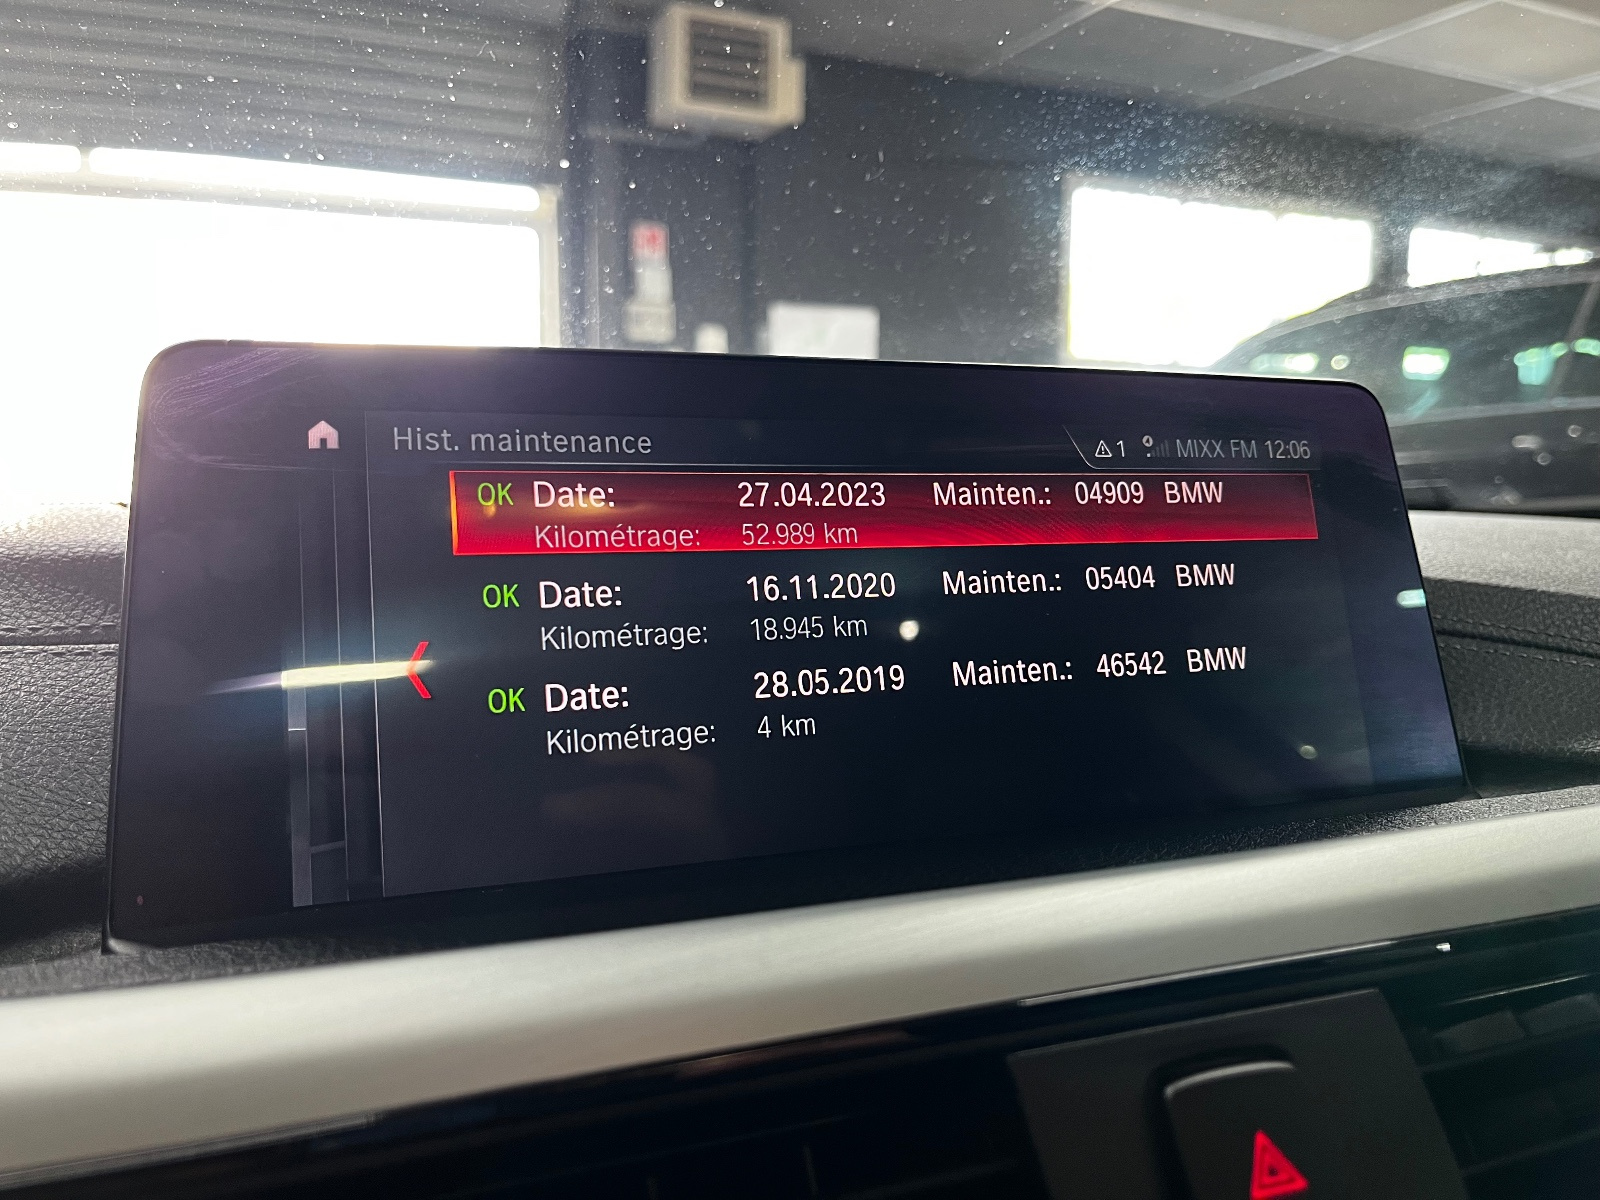 Hist. maintenance
1 MIXX FM 12:06
OK Date: 27.04.2023 Mainten.: 04909 BMW
Kilométrage: 52.989 km
OK Date: 16.11.2020 Mainten.: 05404 BMW
Kilométrage: 18.945 km
OK Date: 28.05.2019 Mainten.: 46542 BMW
Kilométrage: 4 km